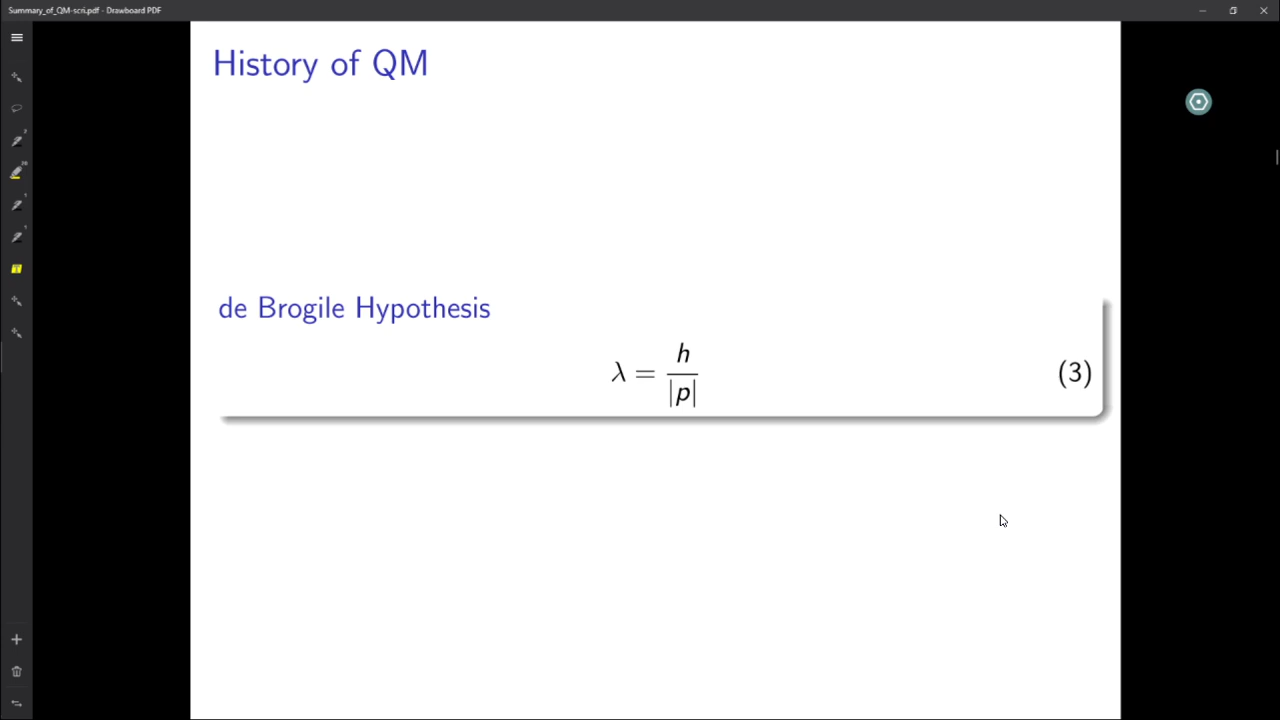 Summary_of_QM-scri.pdf - Drawboard PDF
History of QM
de Brogile Hypothesis
λ = h / |p| (3)